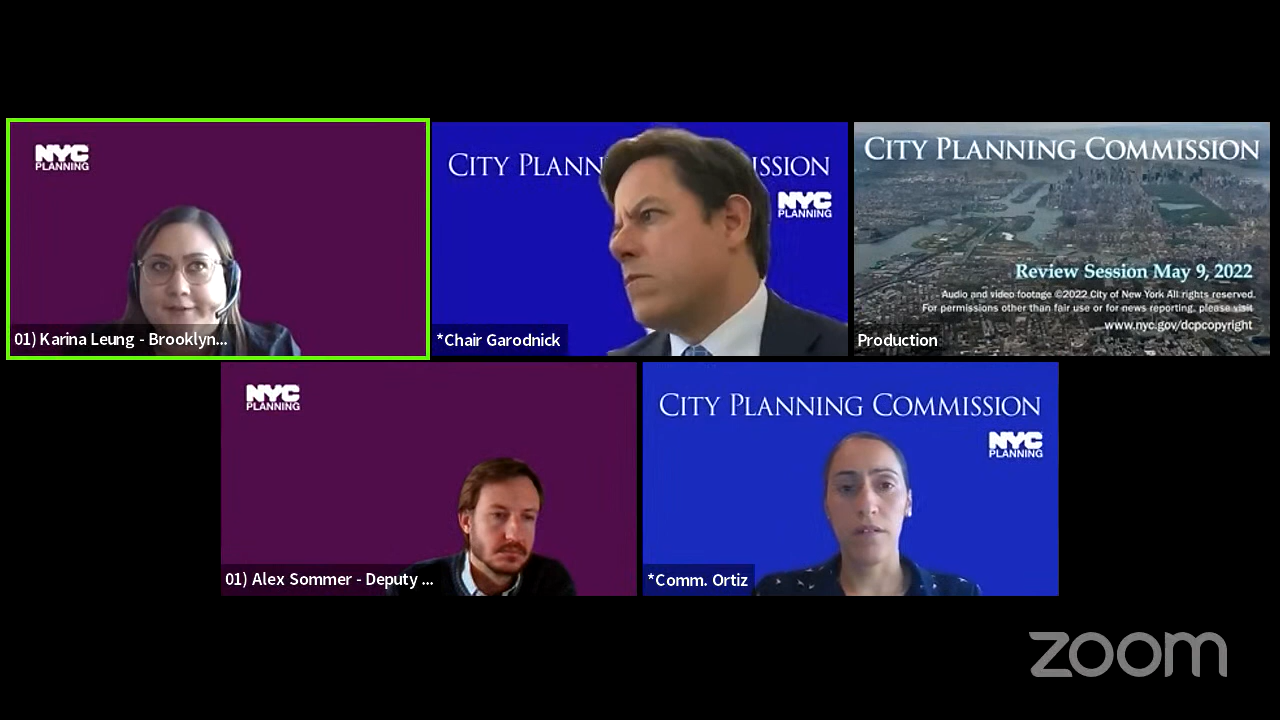 NYC
PLANNING
01) Karina Leung - Brooklyn...
CITY PLANN
ISSION
NYC
PLANNING
*Chair Garodnick
CITY PLANNING COMMISSION
Review Session May 9, 2022
Audio and video footage ©2022 City of New York All rights reserved.
For permissions other than fair use or for news reporting, please visit
www.nyc.gov/dcpcopyright
Production
NYC
PLANNING
01) Alex Sommer - Deputy ...
CITY PLANNING COMMISSION
NYC
PLANNING
*Comm. Ortiz
zoom